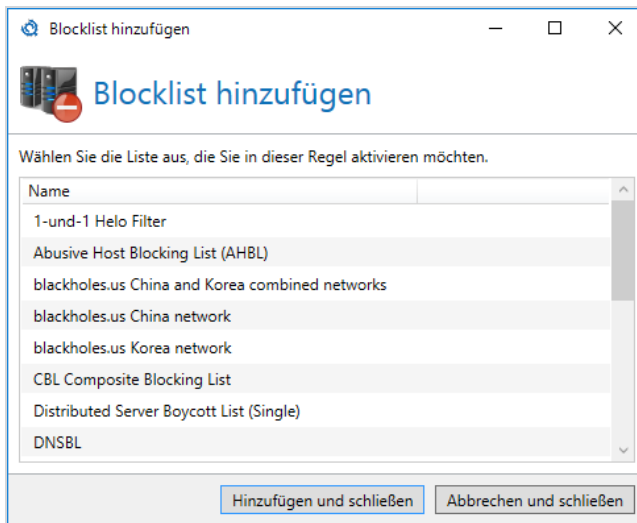 Blocklist hinzufügen
Blocklist hinzufügen
Wählen Sie die Liste aus, die Sie in dieser Regel aktivieren möchten.
Name
1-und-1 Helo Filter
Abusive Host Blocking List (AHBL)
blackholes.us China and Korea combined networks
blackholes.us China network
blackholes.us Korea network
CBL Composite Blocking List
Distributed Server Boycott List (Single)
DNSBL
Hinzufügen und schließen Abbrechen und schließen